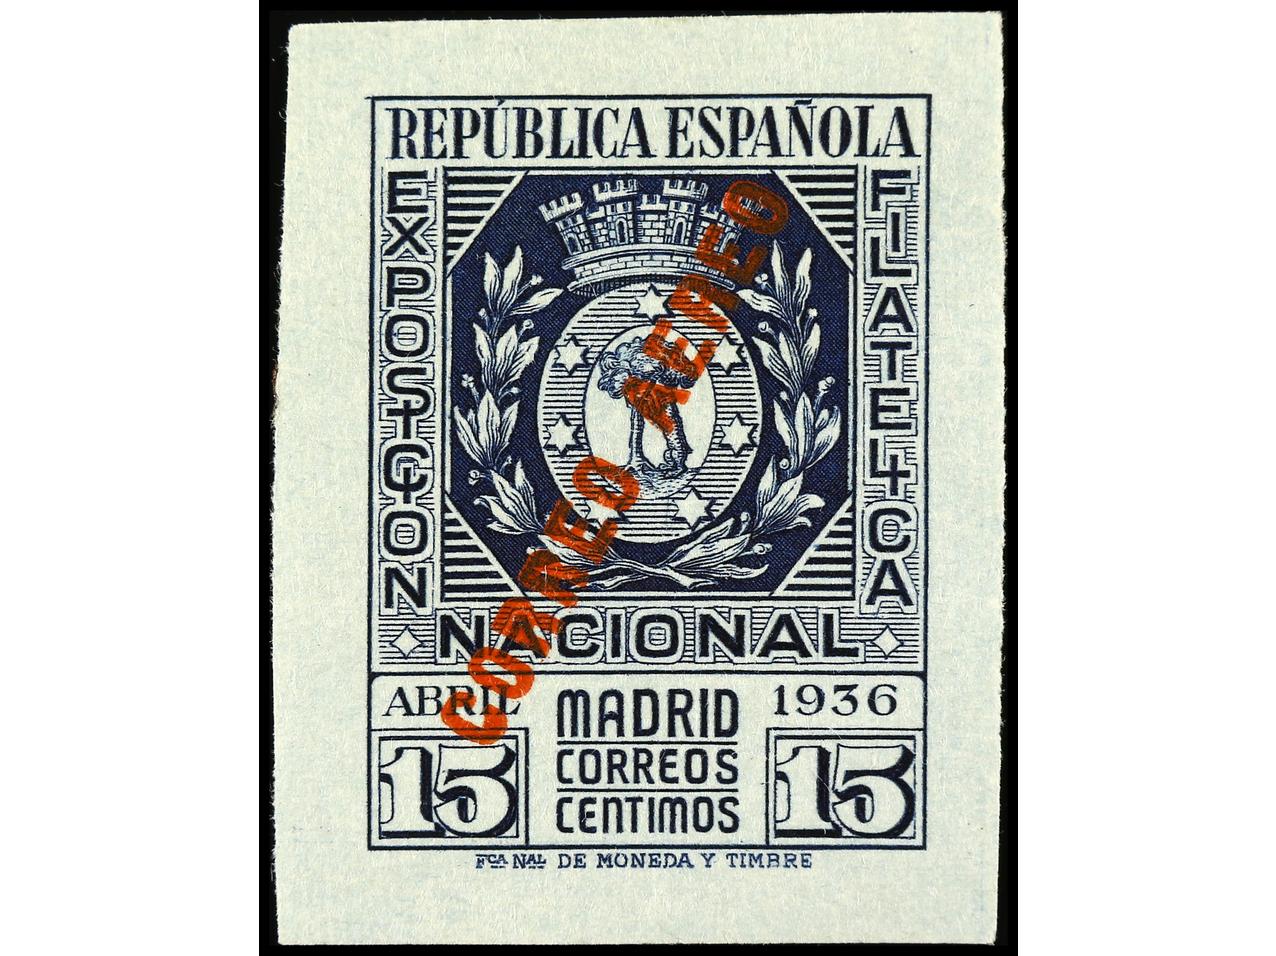 REPÚBLICA ESPAÑOLA
EXPOSICION
FILATELICA
NACIONAL
CORREO AEREO
ABRIL
1936
MADRID
CORREOS
CENTIMOS
15
15
FCA NAL DE MONEDA Y TIMBRE